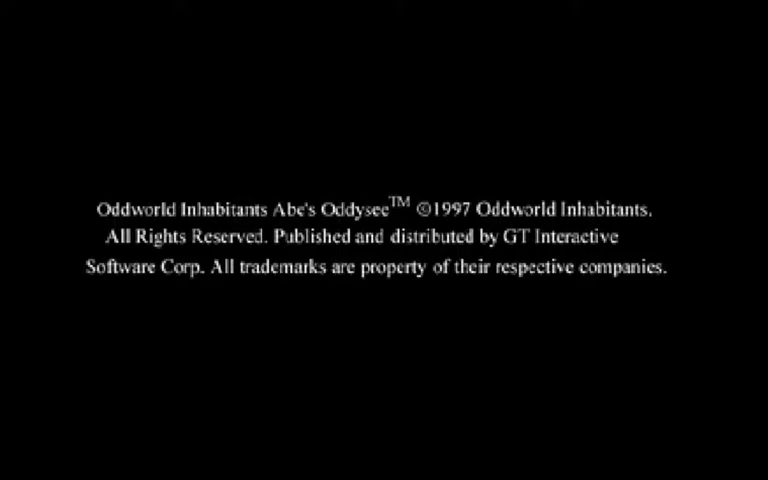 Oddworld Inhabitants Abe's Oddysee™ ©1997 Oddworld Inhabitants.
All Rights Reserved. Published and distributed by GT Interactive
Software Corp. All trademarks are property of their respective companies.